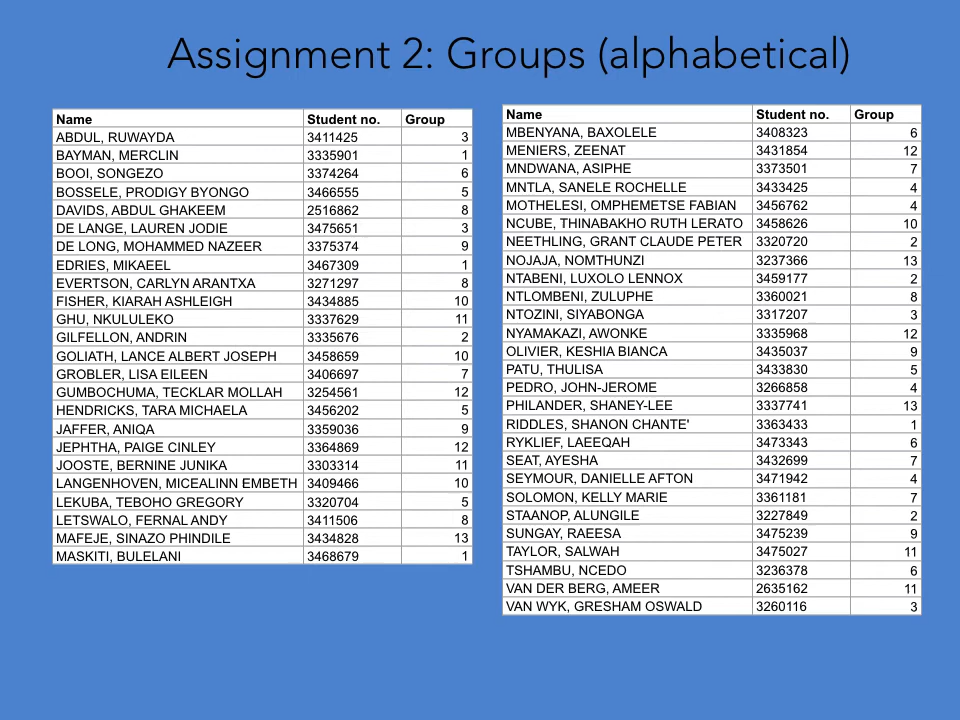 Assignment 2: Groups (alphabetical)
Name Student no. Group
ABDUL, RUWAYDA 3411425 3
BAYMAN, MERCLIN 3335901 1
BOOI, SONGEZO 3374264 6
BOSSELE, PRODIGY BYONGO 3466555 5
DAVIDS, ABDUL GHAKEEM 2516862 8
DE LANGE, LAUREN JODIE 3475651 3
DE LONG, MOHAMMED NAZEER 3375374 9
EDRIES, MIKAEEL 3467309 1
EVERTSON, CARLYN ARANTXA 3271297 8
FISHER, KIARAH ASHLEIGH 3434885 10
GHU, NKULULEKO 3337629 11
GILFELLON, ANDRIN 3335676 2
GOLIATH, LANCE ALBERT JOSEPH 3458659 10
GROBLER, LISA EILEEN 3406697 7
GUMBOCHUMA, TECKLAR MOLLAH 3254561 12
HENDRICKS, TARA MICHAELA 3456202 5
JAFFER, ANIQA 3359036 9
JEPHTHA, PAIGE CINLEY 3364869 12
JOOSTE, BERNINE JUNIKA 3303314 11
LANGENHOVEN, MICEALINN EMBETH 3409466 10
LEKUBA, TEBOHO GREGORY 3320704 5
LETSWALO, FERNAL ANDY 3411506 8
MAFEJE, SINAZO PHINDILE 3434828 13
MASKITI, BULELANI 3468679 1
Name Student no. Group
MBENYANA, BAXOLELE 3408323 6
MENIERS, ZEENAT 3431854 12
MNDWANA, ASIPHE 3373501 7
MNTLA, SANELE ROCHELLE 3433425 4
MOTHELESI, OMPHEMETSE FABIAN 3456762 4
NCUBE, THINABAKHO RUTH LERATO 3458626 10
NEETHLING, GRANT CLAUDE PETER 3320720 2
NOJAJA, NOMTHUNZI 3237366 13
NTABENI, LUXOLO LENNOX 3459177 2
NTLOMBENI, ZULUPHE 3360021 8
NTOZINI, SIYABONGA 3317207 3
NYAMAKAZI, AWONKE 3335968 12
OLIVIER, KESHIA BIANCA 3435037 9
PATU, THULISA 3433830 5
PEDRO, JOHN-JEROME 3266858 4
PHILANDER, SHANEY-LEE 3337741 13
RIDDLES, SHANON CHANTE' 3363433 1
RYKLIEF, LAEEQAH 3473343 6
SEAT, AYESHA 3432699 7
SEYMOUR, DANIELLE AFTON 3471942 4
SOLOMON, KELLY MARIE 3361181 7
STAANOP, ALUNGILE 3227849 2
SUNGAY, RAEESA 3475239 9
TAYLOR, SALWAH 3475027 11
TSHAMBU, NCEDO 3236378 6
VAN DER BERG, AMEER 2635162 11
VAN WYK, GRESHAM OSWALD 3260116 3